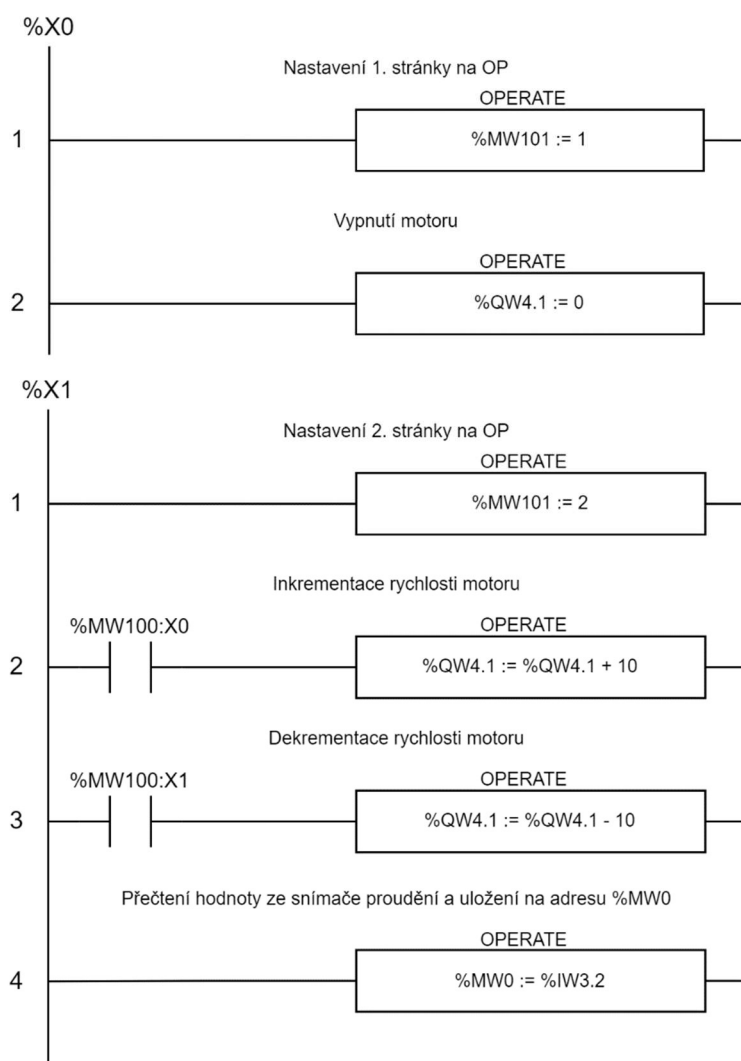 %X0
Nastavení 1. stránky na OP
OPERATE
1
%MW101 := 1
Vypnutí motoru
OPERATE
2
%QW4.1 := 0
%X1
Nastavení 2. stránky na OP
OPERATE
1
%MW101 := 2
Inkrementace rychlosti motoru
%MW100:X0
OPERATE
2
%QW4.1 := %QW4.1 + 10
Dekrementace rychlosti motoru
%MW100:X1
OPERATE
3
%QW4.1 := %QW4.1 - 10
Přečtení hodnoty ze snímače proudění a uložení na adresu %MW0
OPERATE
4
%MW0 := %IW3.2